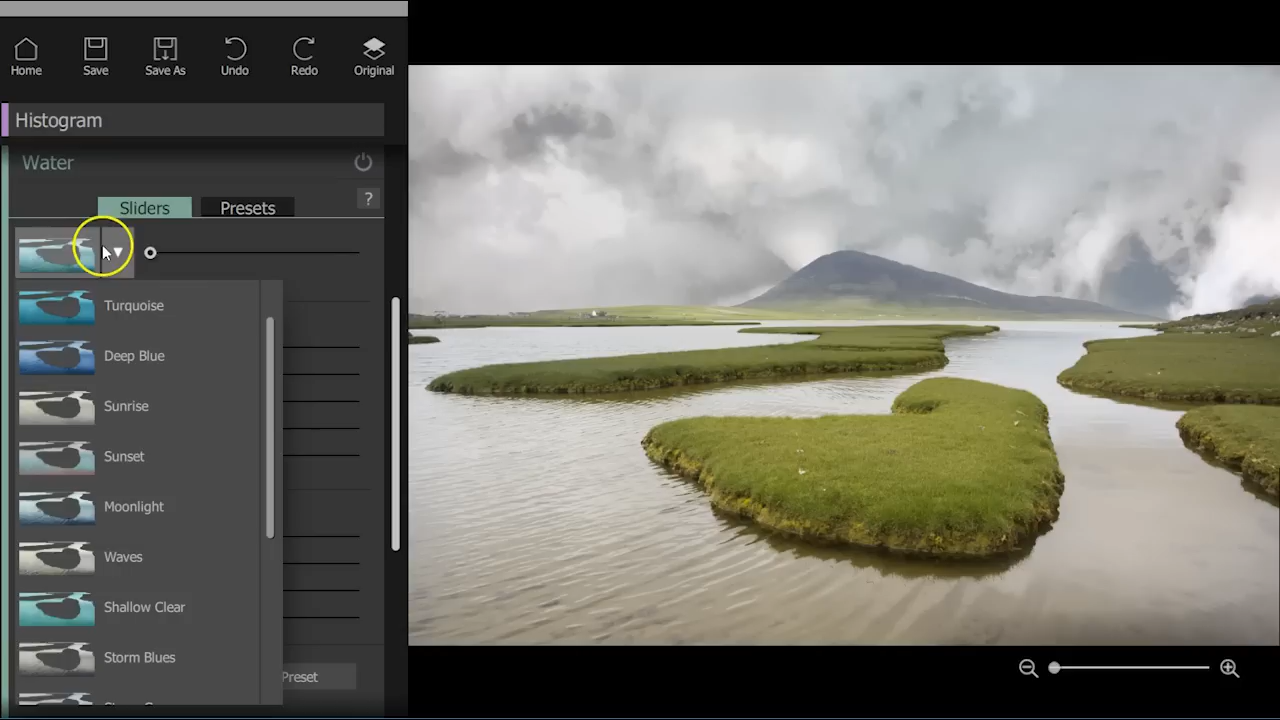 Home Save Save As Undo Redo Original
Histogram
Water
?
Sliders Presets
Turquoise
Deep Blue
Sunrise
Sunset
Moonlight
Waves
Shallow Clear
Storm Blues
Preset